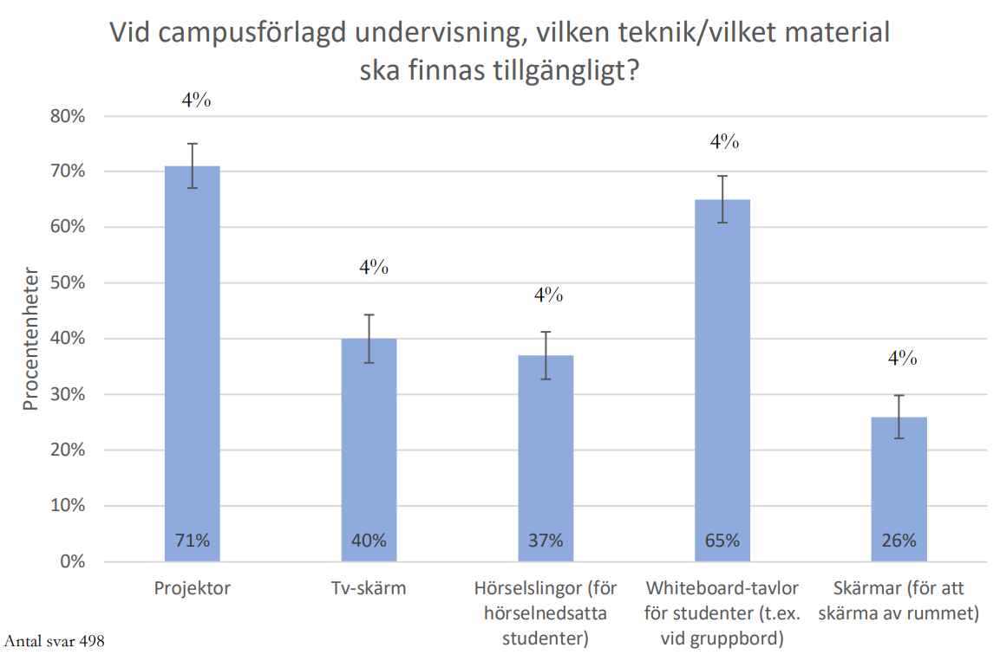 Vid campusförlagd undervisning, vilken teknik/vilket material
ska finnas tillgängligt?
4%
80%
4%
70%
60%
4%
50%
4%
40%
4%
30%
20%
10%
0%
Procentenheter
71%
40%
37%
65%
26%
Projektor
Tv-skärm
Hörselslingor (för
hörselnedsatta
studenter)
Whiteboard-tavlor
för studenter (t.ex.
vid gruppbord)
Skärmar (för att
skärma av rummet)
Antal svar 498